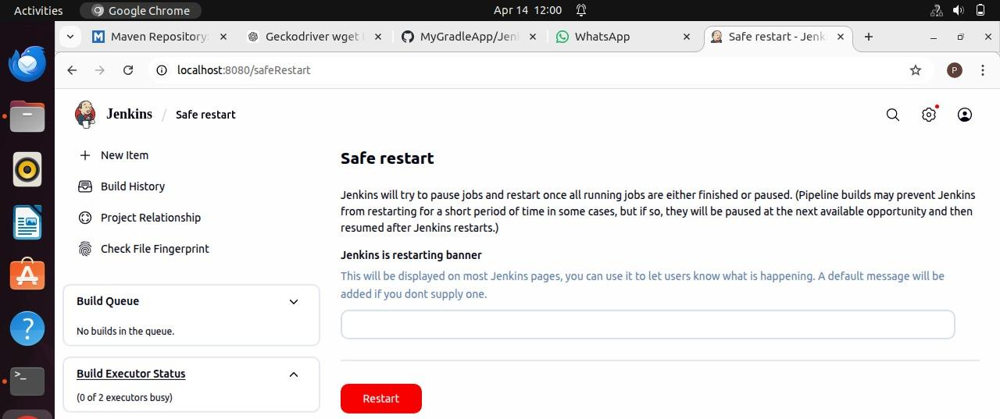 Activities
Google Chrome
Apr 14 12:00
Maven Repository:
Geckodriver wget
MyGradleApp/Jen
WhatsApp
Safe restart - Jenk
localhost:8080/safeRestart
P
Jenkins / Safe restart
New Item
Build History
Project Relationship
Check File Fingerprint
Build Queue
No builds in the queue.
Build Executor Status
(0 of 2 executors busy)
Safe restart
Jenkins will try to pause jobs and restart once all running jobs are either finished or paused. (Pipeline builds may prevent Jenkins
from restarting for a short period of time in some cases, but if so, they will be paused at the next available opportunity and then
resumed after Jenkins restarts.)
Jenkins is restarting banner
This will be displayed on most Jenkins pages, you can use it to let users know what is happening. A default message will be
added if you dont supply one.
Restart